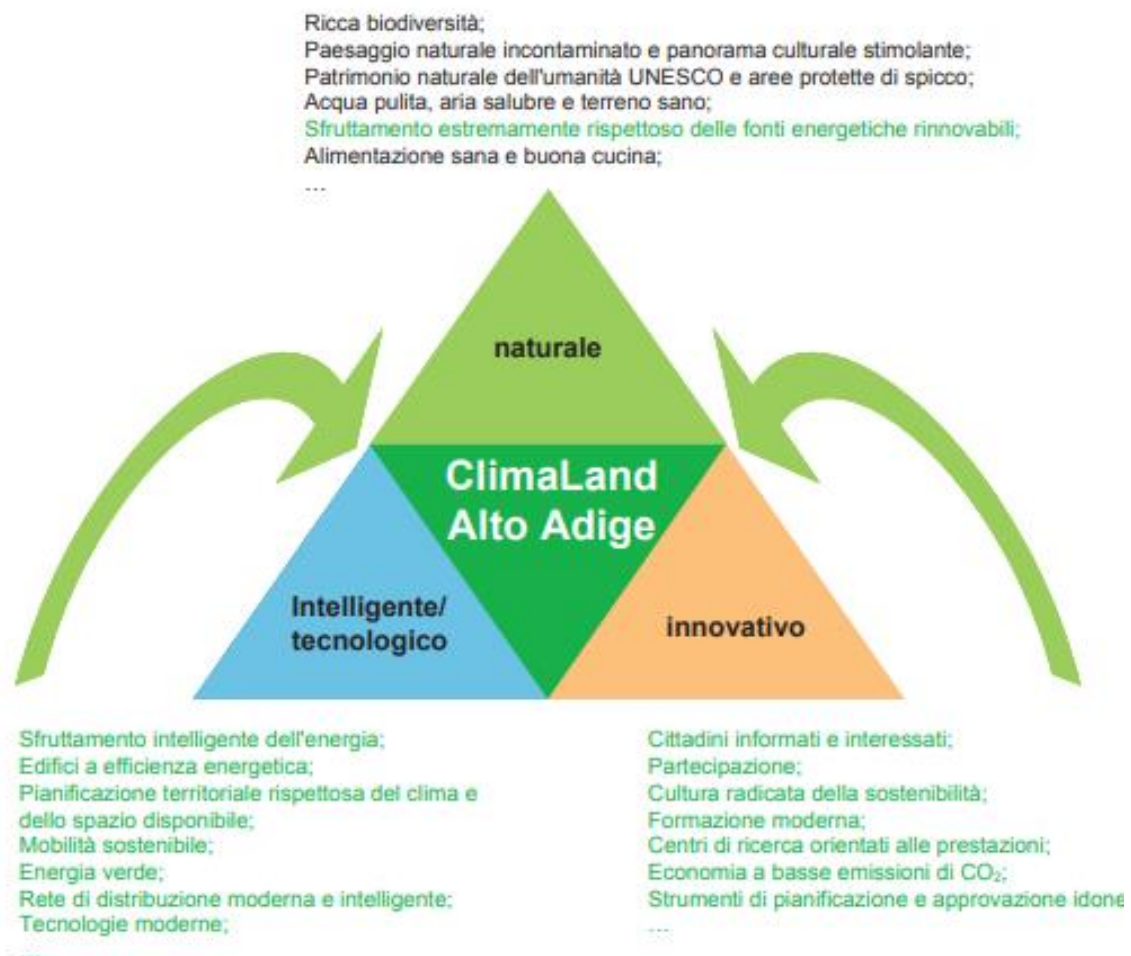 Ricca biodiversità;
Paesaggio naturale incontaminato e panorama culturale stimolante;
Patrimonio naturale dell'umanità UNESCO e aree protette di spicco;
Acqua pulita, aria salubre e terreno sano;
Sfruttamento estremamente rispettoso delle fonti energetiche rinnovabili;
Alimentazione sana e buona cucina;
...
naturale
ClimaLand
Alto Adige
Intelligente/
tecnologico
innovativo
Sfruttamento intelligente dell'energia;
Edifici a efficienza energetica;
Pianificazione territoriale rispettosa del clima e
dello spazio disponibile;
Mobilità sostenibile;
Energia verde;
Rete di distribuzione moderna e intelligente;
Tecnologie moderne;
Cittadini informati e interessati;
Partecipazione;
Cultura radicata della sostenibilità;
Formazione moderna;
Centri di ricerca orientati alle prestazioni;
Economia a basse emissioni di CO₂;
Strumenti di pianificazione e approvazione idone
...